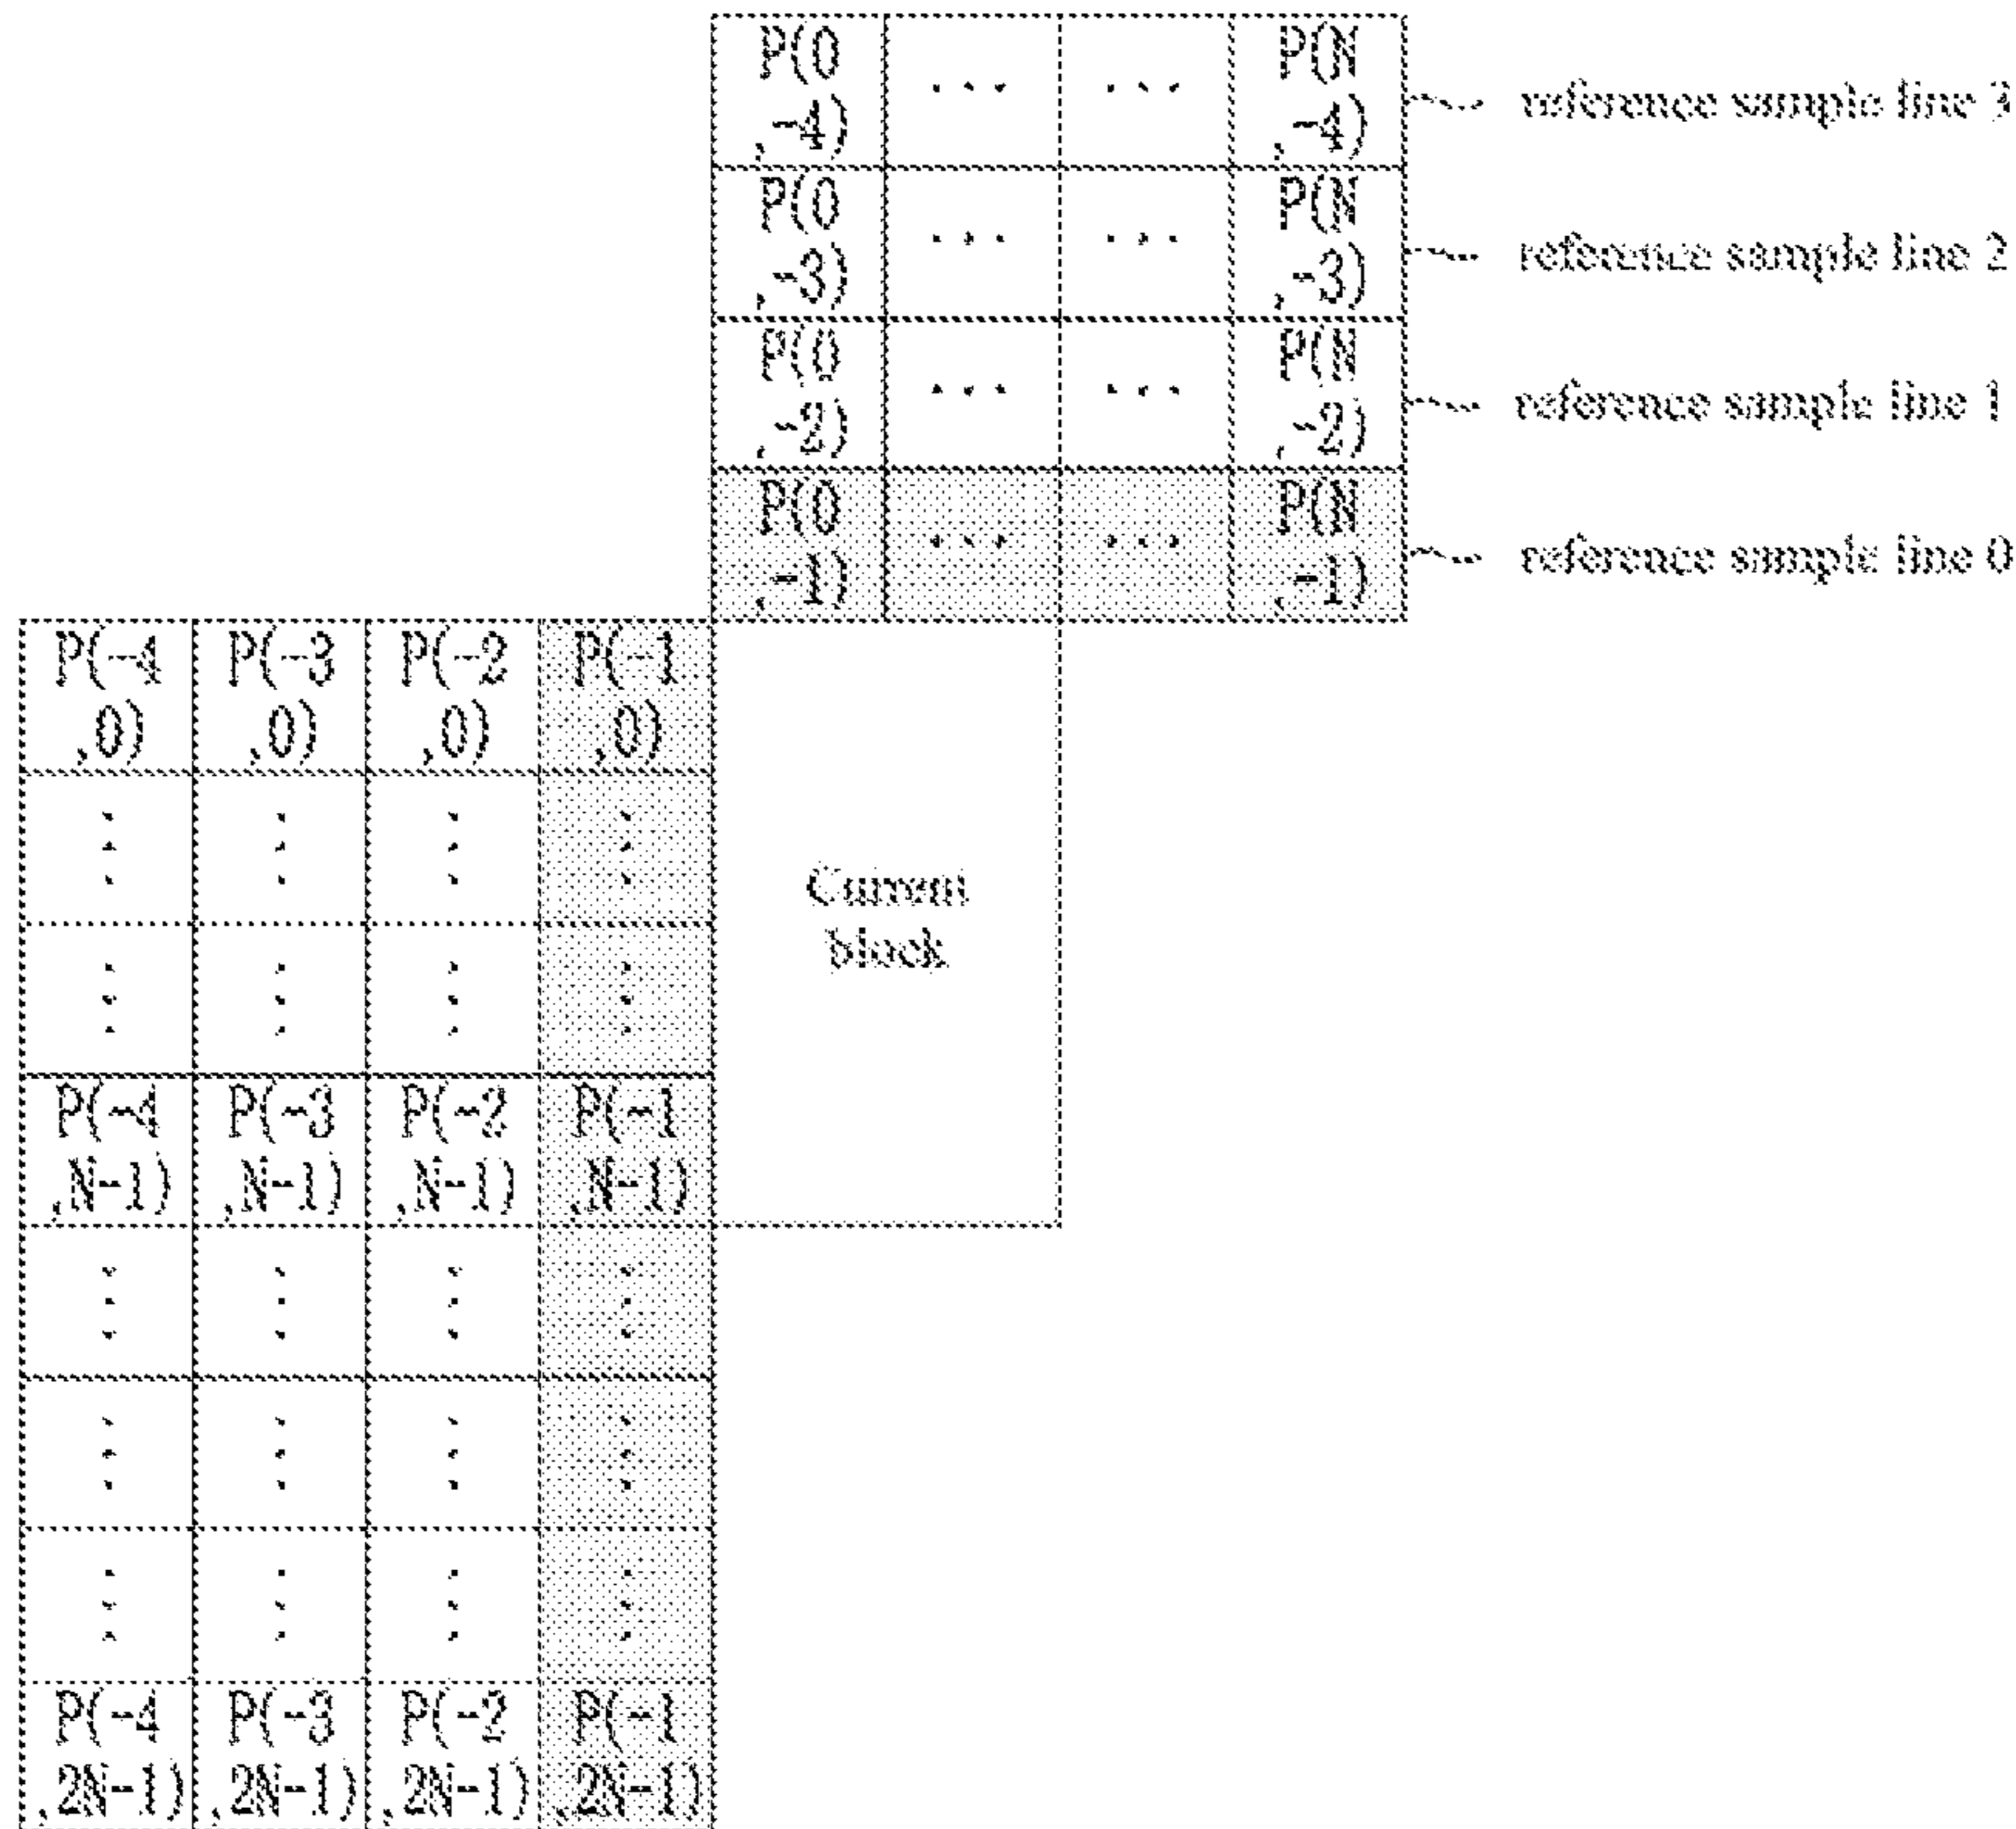 P(0 ... ... P(N
,-4) ,-4) reference sample line 3
P(0 ... ... P(N
,-3) ,-3) reference sample line 2
P(0 ... ... P(N
,-2) ,-2) reference sample line 1
P(0 ... ... P(N
,-1) ,-1) reference sample line 0
P(-4 P(-3 P(-2 P(-1
,0) ,0) ,0) ,0)
Current
block
P(-4 P(-3 P(-2 P(-1
,N-1) ,N-1) ,N-1) ,N-1)
P(-4 P(-3 P(-2 P(-1
,2N-1) ,2N-1) ,2N-1) ,2N-1)